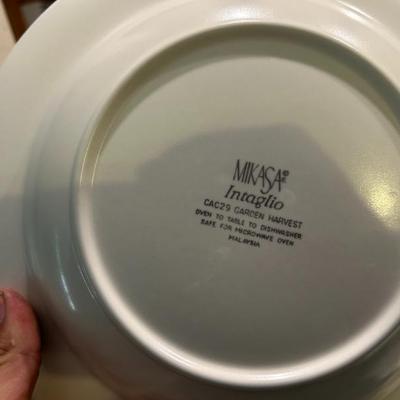 MIKASA®
Intaglio
CAC29 GARDEN HARVEST
OVEN TO TABLE TO DISHWASHER
SAFE FOR MICROWAVE OVEN
MALAYSIA